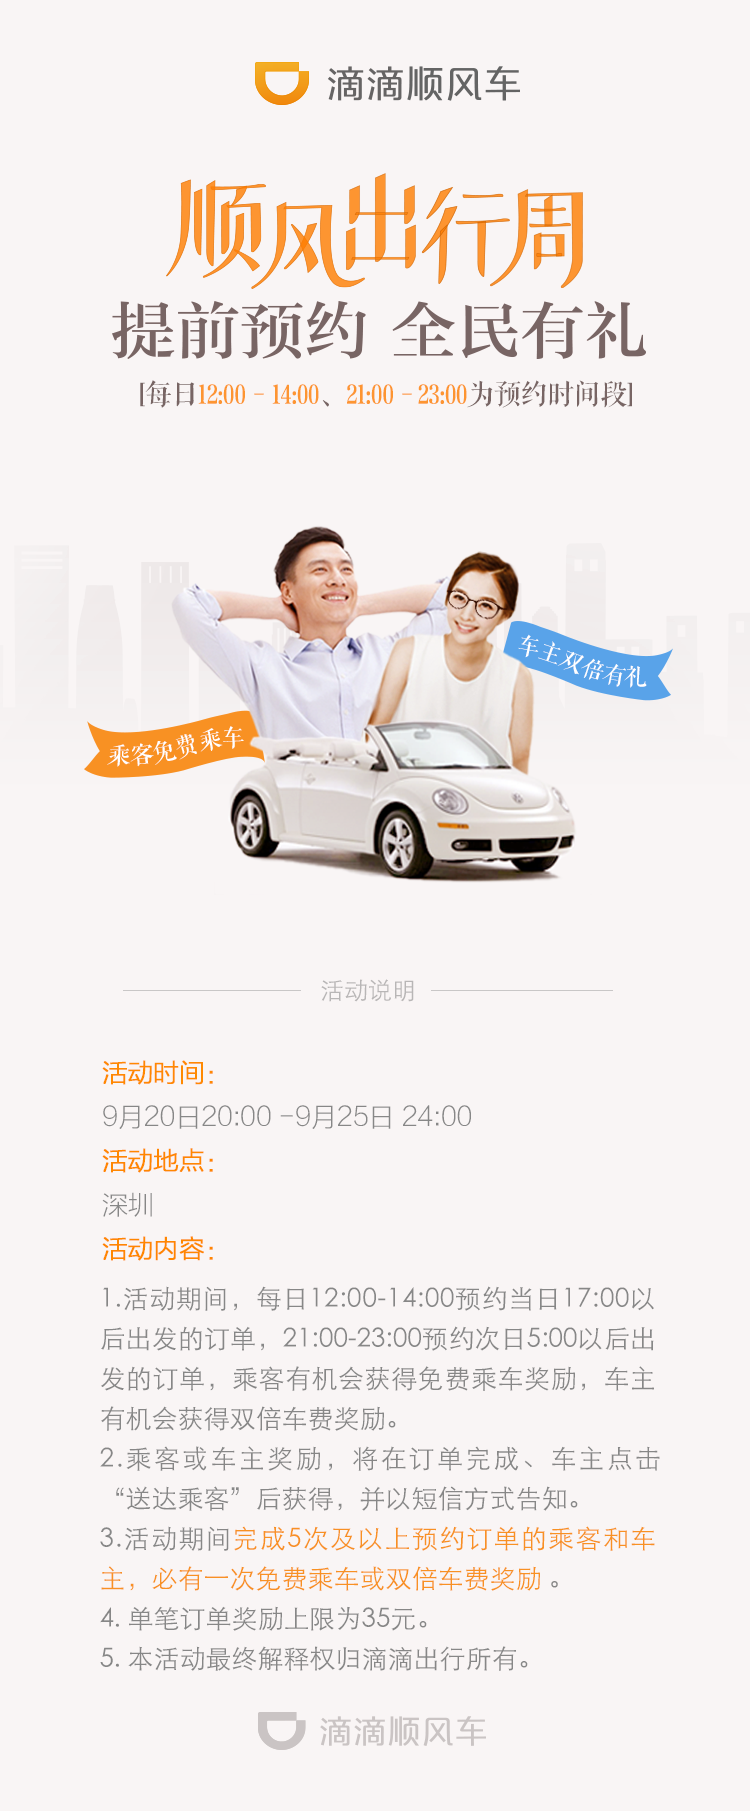 滴滴顺风车
顺风出行周
提前预约 全民有礼
[每日12:00 - 14:00、21:00 - 23:00为预约时间段]
车主双倍有礼
乘客免费乘车
活动说明
活动时间：
9月20日20:00 -9月25日 24:00
活动地点：
深圳
活动内容：
1.活动期间，每日12:00-14:00预约当日17:00以
后出发的订单，21:00-23:00预约次日5:00以后出
发的订单，乘客有机会获得免费乘车奖励，车主
有机会获得双倍车费奖励。
2.乘客或车主奖励，将在订单完成、车主点击
“送达乘客”后获得，并以短信方式告知。
3.活动期间完成5次及以上预约订单的乘客和车
主，必有一次免费乘车或双倍车费奖励 。
4. 单笔订单奖励上限为35元。
5. 本活动最终解释权归滴滴出行所有。
滴滴顺风车